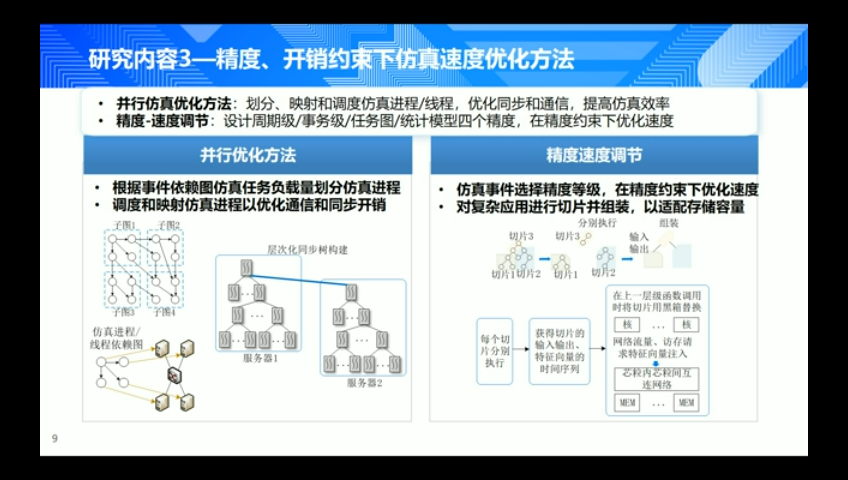 研究内容3—精度、开销约束下仿真速度优化方法
• 并行仿真优化方法：划分、映射和调度仿真进程/线程，优化同步和通信，提高仿真效率
• 精度-速度调节：设计周期级/事务级/任务图/统计模型四个精度，在精度约束下优化速度
并行优化方法
• 根据事件依赖图仿真任务负载量划分仿真进程
• 调度和映射仿真进程以优化通信和同步开销
子图1 子图2
子图3 子图4
仿真进程/
线程依赖图
层次化同步树构建
服务器1
服务器2
精度速度调节
• 仿真事件选择精度等级，在精度约束下优化速度
• 对复杂应用进行切片并组装，以适配存储容量
分别执行 组装
切片3 切片3 输入
输出
切片1 切片2 切片1 切片2
每个切
片分别
执行
获得切片的
输入输出、
特征向量的
时间序列
在上一层级函数调用
时将切片用黑箱替换
核 ... 核
网络流量、访存请
求特征向量注入
芯粒内芯粒间互
连网络
MEM ... MEM
9